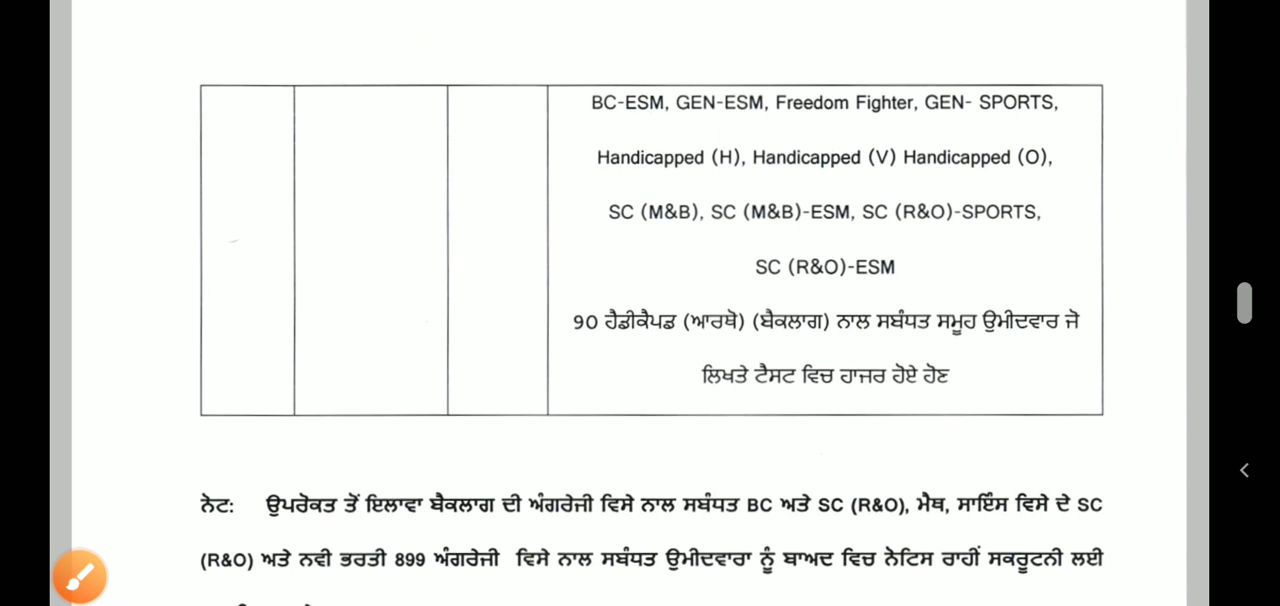 BC-ESM, GEN-ESM, Freedom Fighter, GEN- SPORTS,
Handicapped (H), Handicapped (V) Handicapped (O),
SC (M&B), SC (M&B)-ESM, SC (R&O)-SPORTS,
SC (R&O)-ESM
90 ਹੈਡੀਕੈਪਡ (ਆਰਥੋ) (ਬੈਕਲਾਗ) ਨਾਲ ਸਬੰਧਤ ਸਮੂਹ ਉਮੀਦਵਾਰ ਜੋ
ਲਿਖਤੇ ਟੈਸਟ ਵਿਚ ਹਾਜਰ ਹੋਏ ਹੋਣ
ਨੋਟ: ਉਪਰੋਕਤ ਤੋਂ ਇਲਾਵਾ ਬੈਕਲਾਗ ਦੀ ਅੰਗਰੇਜੀ ਵਿਸੇ ਨਾਲ ਸਬੰਧਤ BC ਅਤੇ SC (R&O), ਮੈਥ, ਸਾਇੰਸ ਵਿਸੇ ਦੇ SC
(R&O) ਅਤੇ ਨਵੀ ਭਰਤੀ 899 ਅੰਗਰੇਜੀ ਵਿਸੇ ਨਾਲ ਸਬੰਧਤ ਉਮੀਦਵਾਰਾ ਨੂੰ ਬਾਅਦ ਵਿਚ ਨੋਟਿਸ ਰਾਹੀਂ ਸਕਰੂਟਨੀ ਲਈ